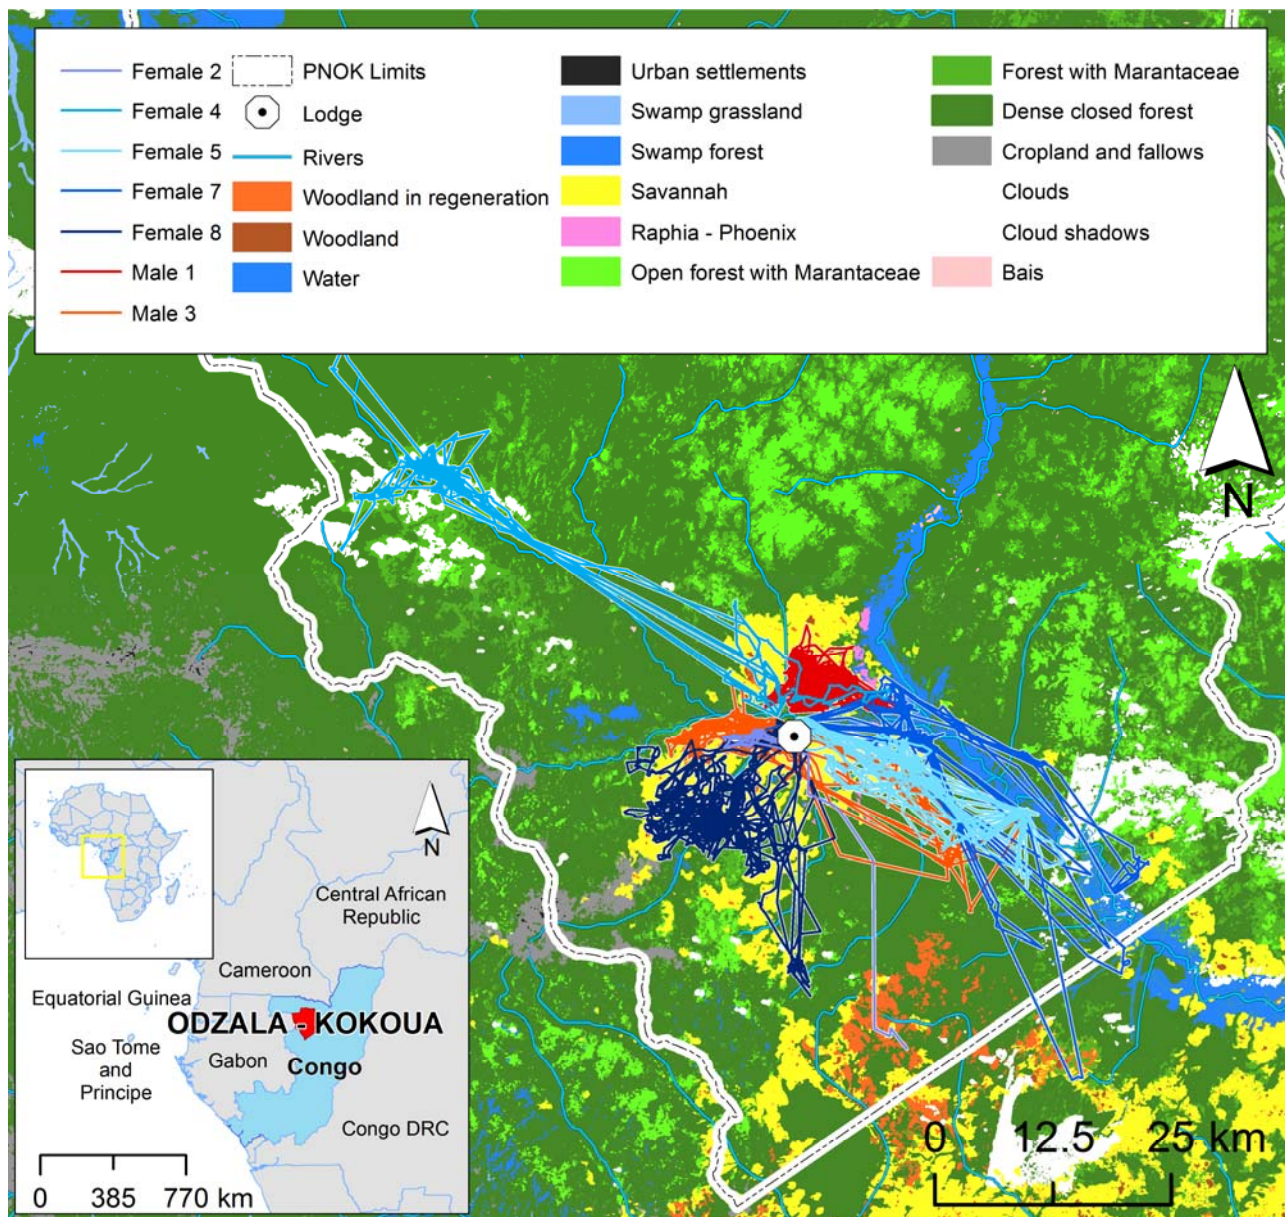 Female 2
Female 4
Female 5
Female 7
Female 8
Male 1
Male 3
PNOK Limits
Lodge
Rivers
Woodland in regeneration
Woodland
Water
Urban settlements
Swamp grassland
Swamp forest
Savannah
Raphia - Phoenix
Open forest with Marantaceae
Forest with Marantaceae
Dense closed forest
Cropland and fallows
Clouds
Cloud shadows
Bais
N
N
Central African
Republic
Cameroon
Equatorial Guinea
ODZALA - KOKOUA
Sao Tome
and
Principe
Gabon
Congo
Congo DRC
0 385 770 km
0 12.5 25 km